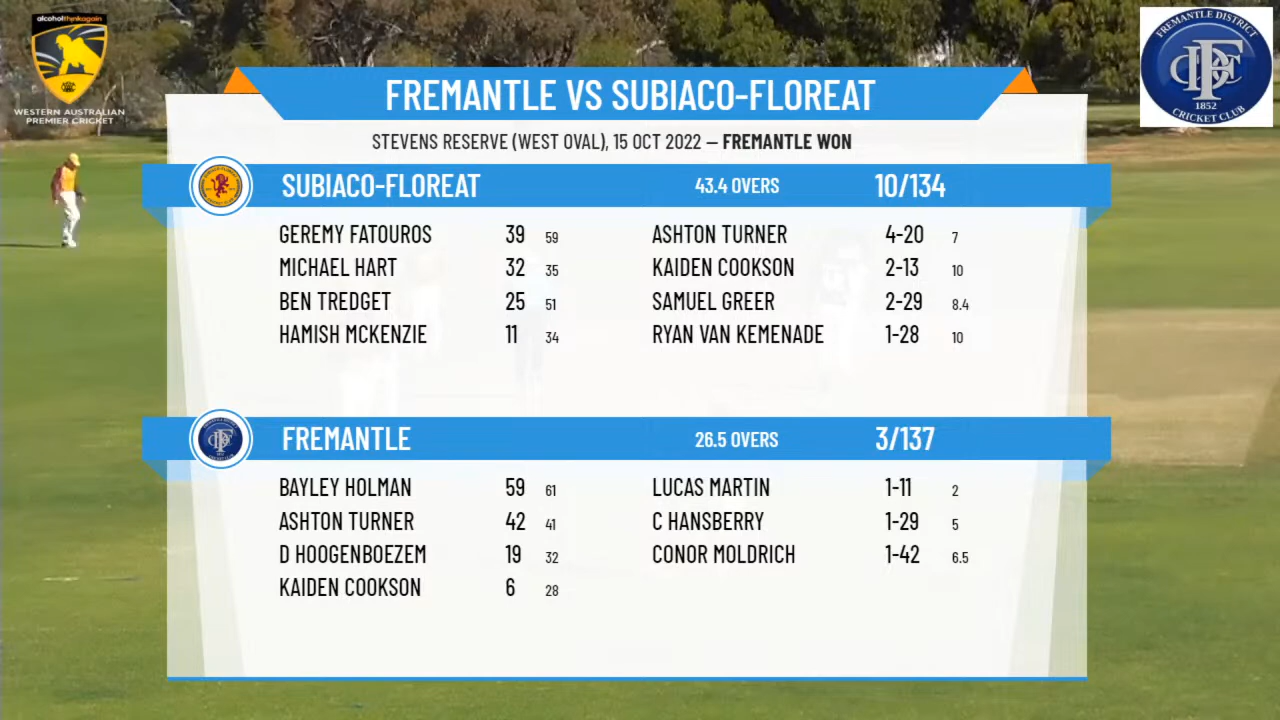 alcoholthinkagain
WESTERN AUSTRALIAN
PREMIER CRICKET
FREMANTLE DISTRICT
1852
CRICKET CLUB
FREMANTLE VS SUBIACO-FLOREAT
STEVENS RESERVE (WEST OVAL), 15 OCT 2022 – FREMANTLE WON
SUBIACO-FLOREAT 43.4 OVERS 10/134
GEREMY FATOUROS 39 59 ASHTON TURNER 4-20 7
MICHAEL HART 32 35 KAIDEN COOKSON 2-13 10
BEN TREDGET 25 51 SAMUEL GREER 2-29 8.4
HAMISH MCKENZIE 11 34 RYAN VAN KEMENADE 1-28 10
FREMANTLE 26.5 OVERS 3/137
BAYLEY HOLMAN 59 61 LUCAS MARTIN 1-11 2
ASHTON TURNER 42 41 C HANSBERRY 1-29 5
D HOOGENBOEZEM 19 32 CONOR MOLDRICH 1-42 6.5
KAIDEN COOKSON 6 28